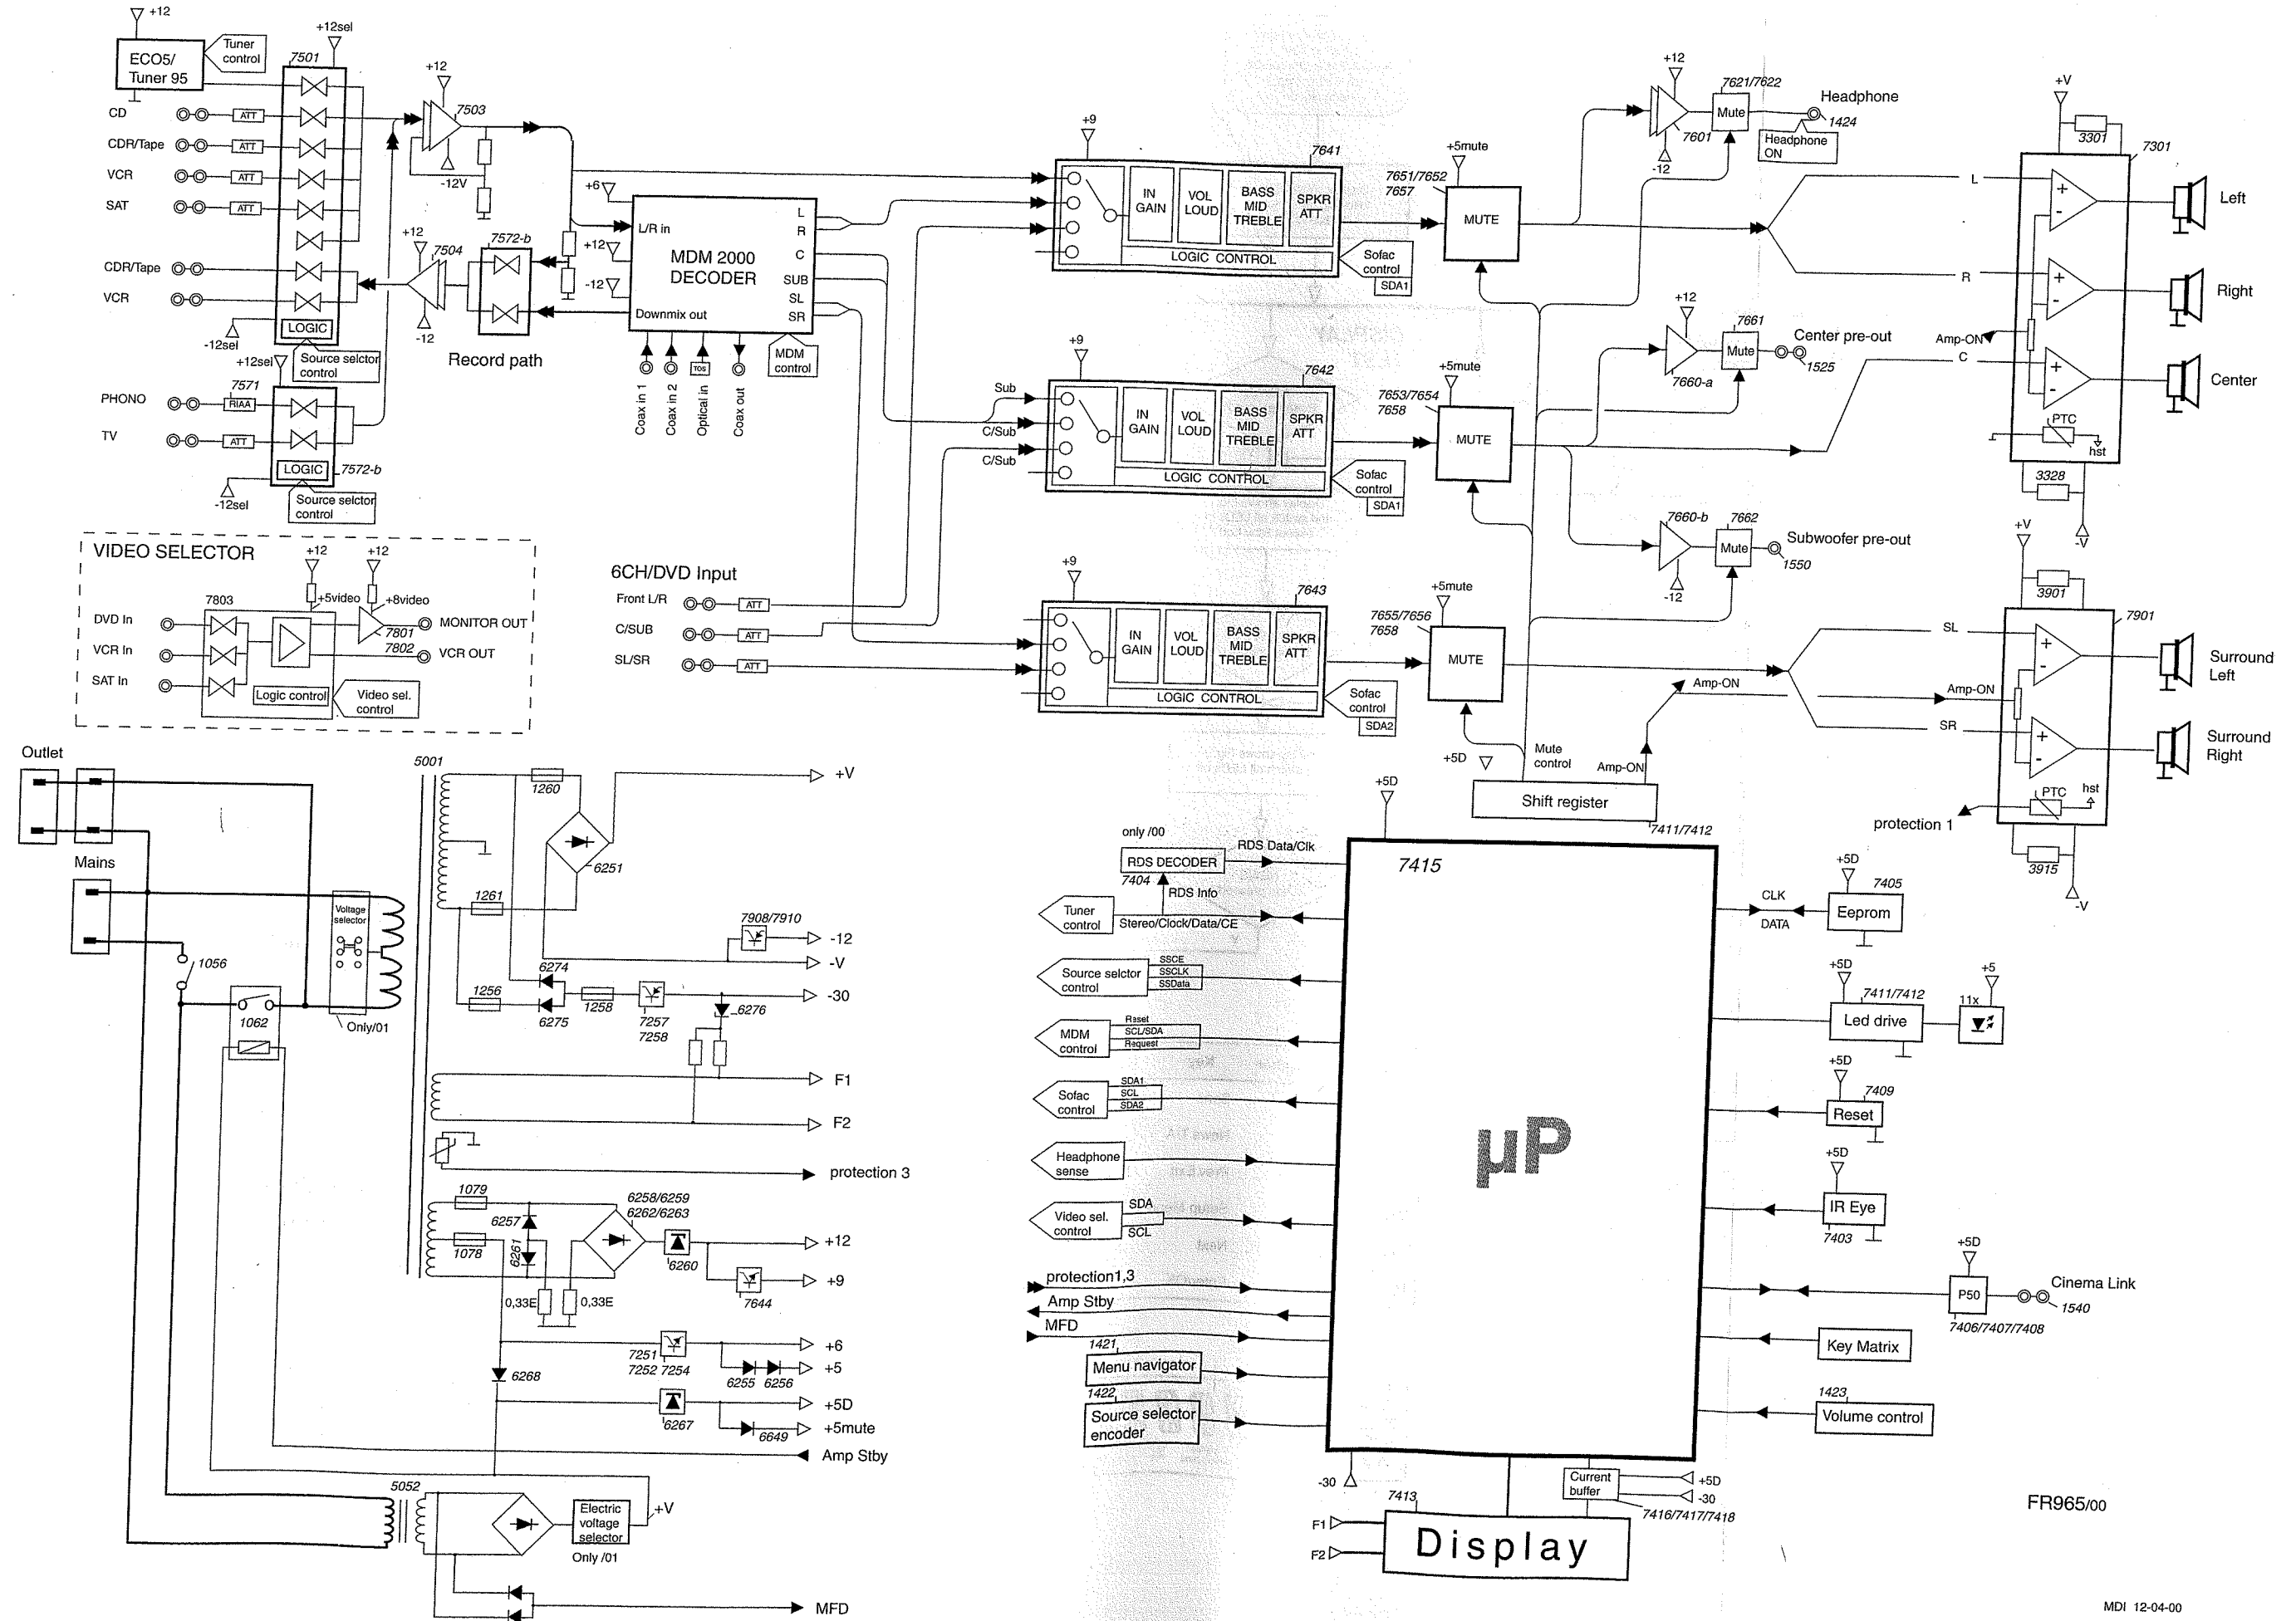 +12
ECO5/
Tuner 95
Tuner
control
7501
+12sel
CD
ATT
CDR/Tape
ATT
VCR
ATT
SAT
ATT
CDR/Tape
VCR
LOGIC
-12sel
Source selctor
control
+12
7503
-12V
+12
7504
-12
7572-b
Record path
+12sel
7571
PHONO
RIAA
TV
ATT
LOGIC
7572-b
-12sel
Source selctor
control
+6
+12
-12
L/R in
MDM 2000
DECODER
Downmix out
L
R
C
SUB
SL
SR
MDM
control
Coax in 1
Coax in 2
TOS
Optical in
Coax out
+9
7641
IN
GAIN
VOL
LOUD
BASS
MID
TREBLE
SPKR
ATT
LOGIC CONTROL
Sofac
control
SDA1
+9
7642
Sub
C/Sub
C/Sub
IN
GAIN
VOL
LOUD
BASS
MID
TREBLE
SPKR
ATT
LOGIC CONTROL
Sofac
control
SDA1
+9
7643
IN
GAIN
VOL
LOUD
BASS
MID
TREBLE
SPKR
ATT
LOGIC CONTROL
Sofac
control
SDA2
6CH/DVD Input
Front L/R
ATT
C/SUB
ATT
SL/SR
ATT
+5mute
7651/7652
7657
MUTE
+5mute
7653/7654
7658
MUTE
+5mute
7655/7656
7658
MUTE
+12
7601
-12
7621/7622
Mute
Headphone
1424
Headphone
ON
+12
7660-a
7661
Mute
Center pre-out
1525
7660-b
-12
7662
Mute
Subwoofer pre-out
1550
+V
3301
7301
L
R
Amp-ON
C
Left
Right
Center
PTC
hst
3328
-V
+V
3901
7901
SL
Amp-ON
SR
Surround
Left
Surround
Right
PTC
hst
protection 1
3915
-V
Amp-ON
Mute
control
Amp-ON
+5D
Shift register
7411/7412
VIDEO SELECTOR
+12
+12
+5video
+8video
7803
DVD In
VCR In
SAT In
7801
7802
MONITOR OUT
VCR OUT
Logic control
Video sel.
control
Outlet
Mains
1056
1062
Voltage
selector
Only/01
5001
1260
6251
+V
1261
7908/7910
-12
-V
6274
1256
6275
1258
7257
7258
-30
6276
F1
F2
protection 3
1079
6257
1078
6261
6258/6259
6262/6263
6260
+12
+9
7644
0,33E
0,33E
7251
7252 7254
+6
6255 6256
+5
6268
6267
+5D
6649
+5mute
Amp Stby
5052
Electric
voltage
selector
+V
Only /01
MFD
+5D
7415
µP
only /00
RDS DECODER
7404
RDS Data/Clk
RDS Info
Tuner
control
Stereo/Clock/Data/CE
Source selctor
control
SSCE
SSCLK
SSData
MDM
control
Reset
SCL/SDA
Request
Sofac
control
SDA1
SCL
SDA2
Headphone
sense
Video sel.
control
SDA
SCL
protection1,3
Amp Stby
MFD
1421
Menu navigator
1422
Source selector
encoder
-30
CLK
DATA
+5D
7405
Eeprom
+5D
7411/7412
Led drive
+5
11x
+5D
7409
Reset
+5D
IR Eye
7403
+5D
P50
Cinema Link
1540
7406/7407/7408
Key Matrix
1423
Volume control
Current
buffer
+5D
-30
7416/7417/7418
7413
F1
F2
Display
FR965/00
MDI 12-04-00